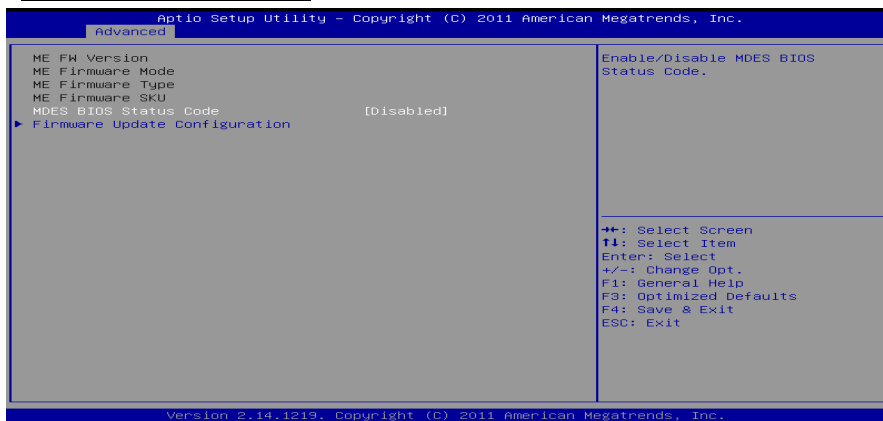 Aptio Setup Utility – Copyright (C) 2011 American Megatrends, Inc.
Advanced
ME FW Version
ME Firmware Mode
ME Firmware Type
ME Firmware SKU
MDES BIOS Status Code [Disabled]
▶ Firmware Update Configuration
Enable/Disable MDES BIOS
Status Code.
→←: Select Screen
↑↓: Select Item
Enter: Select
+/-: Change Opt.
F1: General Help
F3: Optimized Defaults
F4: Save & Exit
ESC: Exit
Version 2.14.1219. Copyright (C) 2011 American Megatrends, Inc.